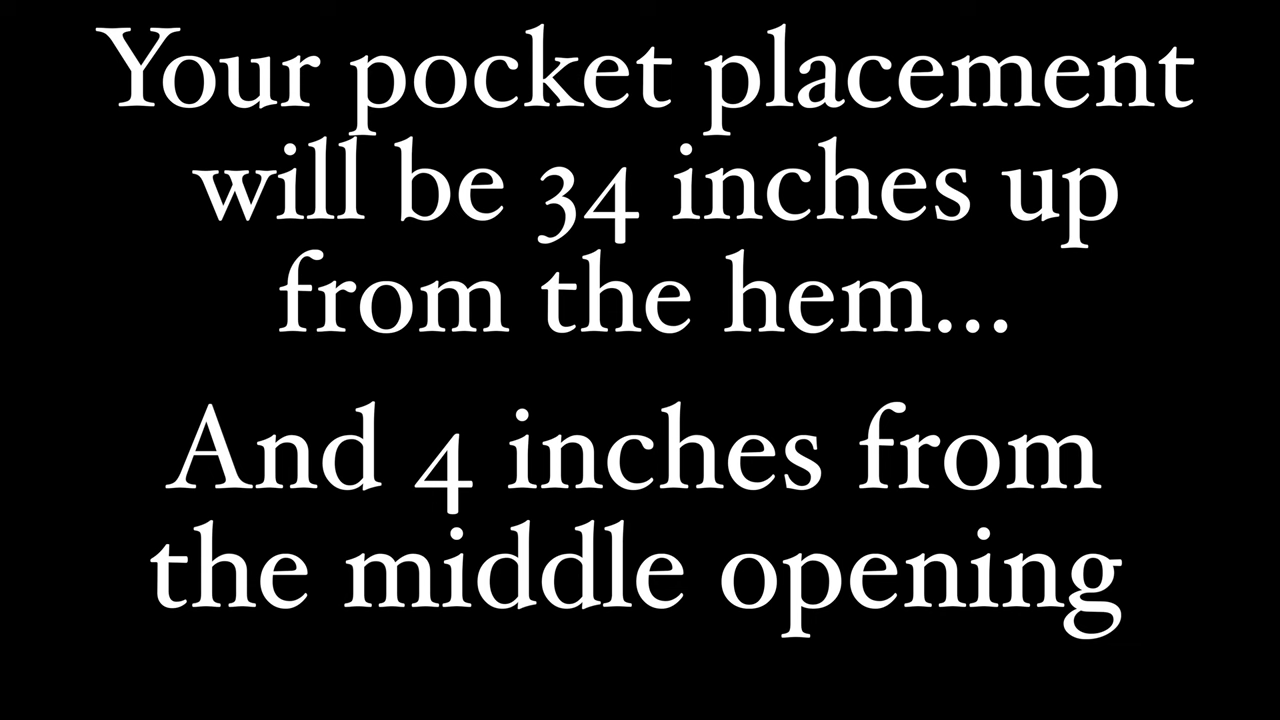 Your pocket placement
will be 34 inches up
from the hem...
And 4 inches from
the middle opening